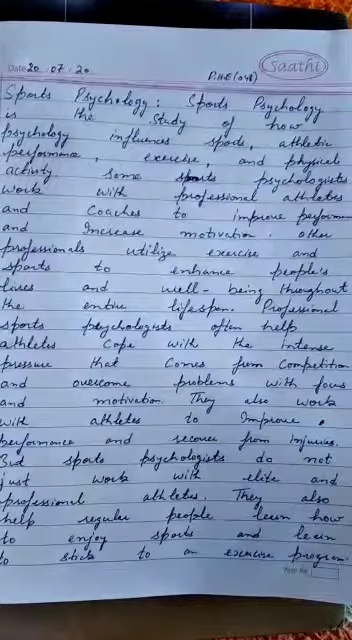 Date 20.07.20
P.H.E (048)
Saathi
Sports Psychology: Sports Psychology
is the study of how
psychology influences spods, athletic
performance, exercise, and physical
activity some sports psychologists
work with professional athletes
and Coaches to improve performan
and Increase motivation. other
professionals utilize exercise and
sports to enhance people's
lives and well-being throughout
the entire lifespan. Professional
sports psychologists often help
athletes Cope with the Intense
pressure that Comes from Competition
and overcome problems with focus
and motivation. They also work
with athletes to Improve
performance and recover from injuries.
But sports psychologists do not
just work with elite and
professional athletes. They also
help regular people learn how
to enjoy sports and learn
to stick to an exercise program.
Page No.